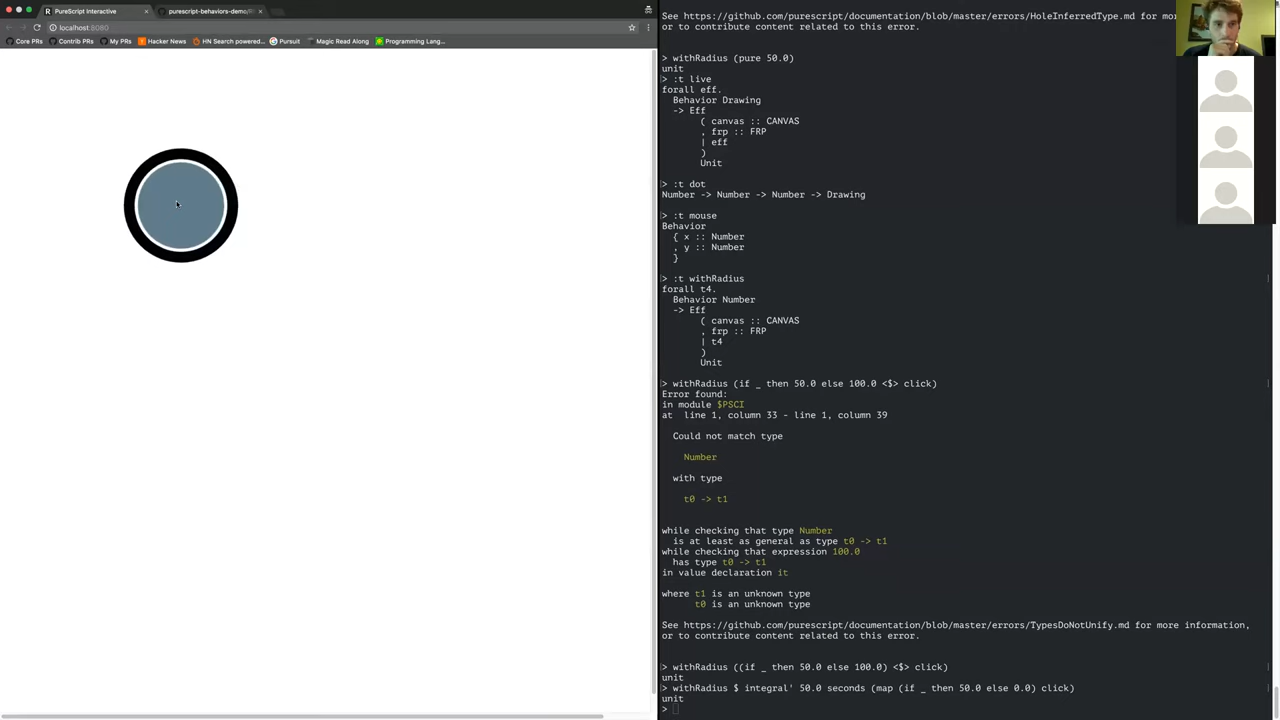 PureScript Interactive
purescript-behaviors-demo/
localhost:8080
Core PRs
Contrib PRs
My PRs
Hacker News
HN Search powered...
Pursuit
Magic Read Along
Programming Lang...
See https://github.com/purescript/documentation/blob/master/errors/HoleInferredType.md for more
or to contribute content related to this error.
> withRadius (pure 50.0)
unit
> :t live
forall eff.
Behavior Drawing
-> Eff
( canvas :: CANVAS
, frp :: FRP
| eff
)
Unit
> :t dot
Number -> Number -> Number -> Drawing
> :t mouse
Behavior
{ x :: Number
, y :: Number
}
> :t withRadius
forall t4.
Behavior Number
-> Eff
( canvas :: CANVAS
, frp :: FRP
| t4
)
Unit
> withRadius (if _ then 50.0 else 100.0 <$> click)
Error found:
in module $PSCI
at line 1, column 33 - line 1, column 39
Could not match type
Number
with type
t0 -> t1
while checking that type Number
is at least as general as type t0 -> t1
while checking that expression 100.0
has type t0 -> t1
in value declaration it
where t1 is an unknown type
t0 is an unknown type
See https://github.com/purescript/documentation/blob/master/errors/TypesDoNotUnify.md for more information,
or to contribute content related to this error.
> withRadius ((if _ then 50.0 else 100.0) <$> click)
unit
> withRadius $ integral' 50.0 seconds (map (if _ then 50.0 else 0.0) click)
unit
>